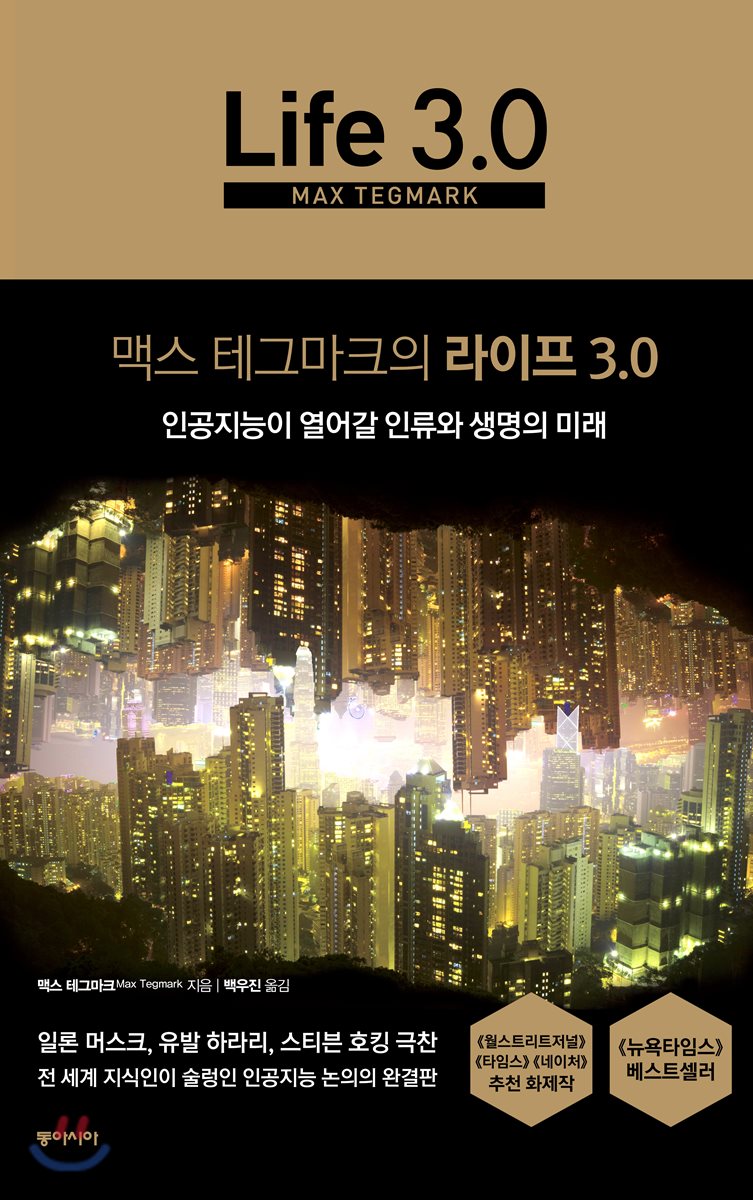 Life 3.0
MAX TEGMARK
맥스 테그마크의 라이프 3.0
인공지능이 열어갈 인류와 생명의 미래
맥스 테그마크 Max Tegmark 지음 | 백우진 옮김
일론 머스크, 유발 하라리, 스티븐 호킹 극찬
전 세계 지식인이 술렁인 인공지능 논의의 완결판
《월스트리트저널》
《타임스》 《네이처》
추천 화제작
《뉴욕타임스》
베스트셀러
동아시아